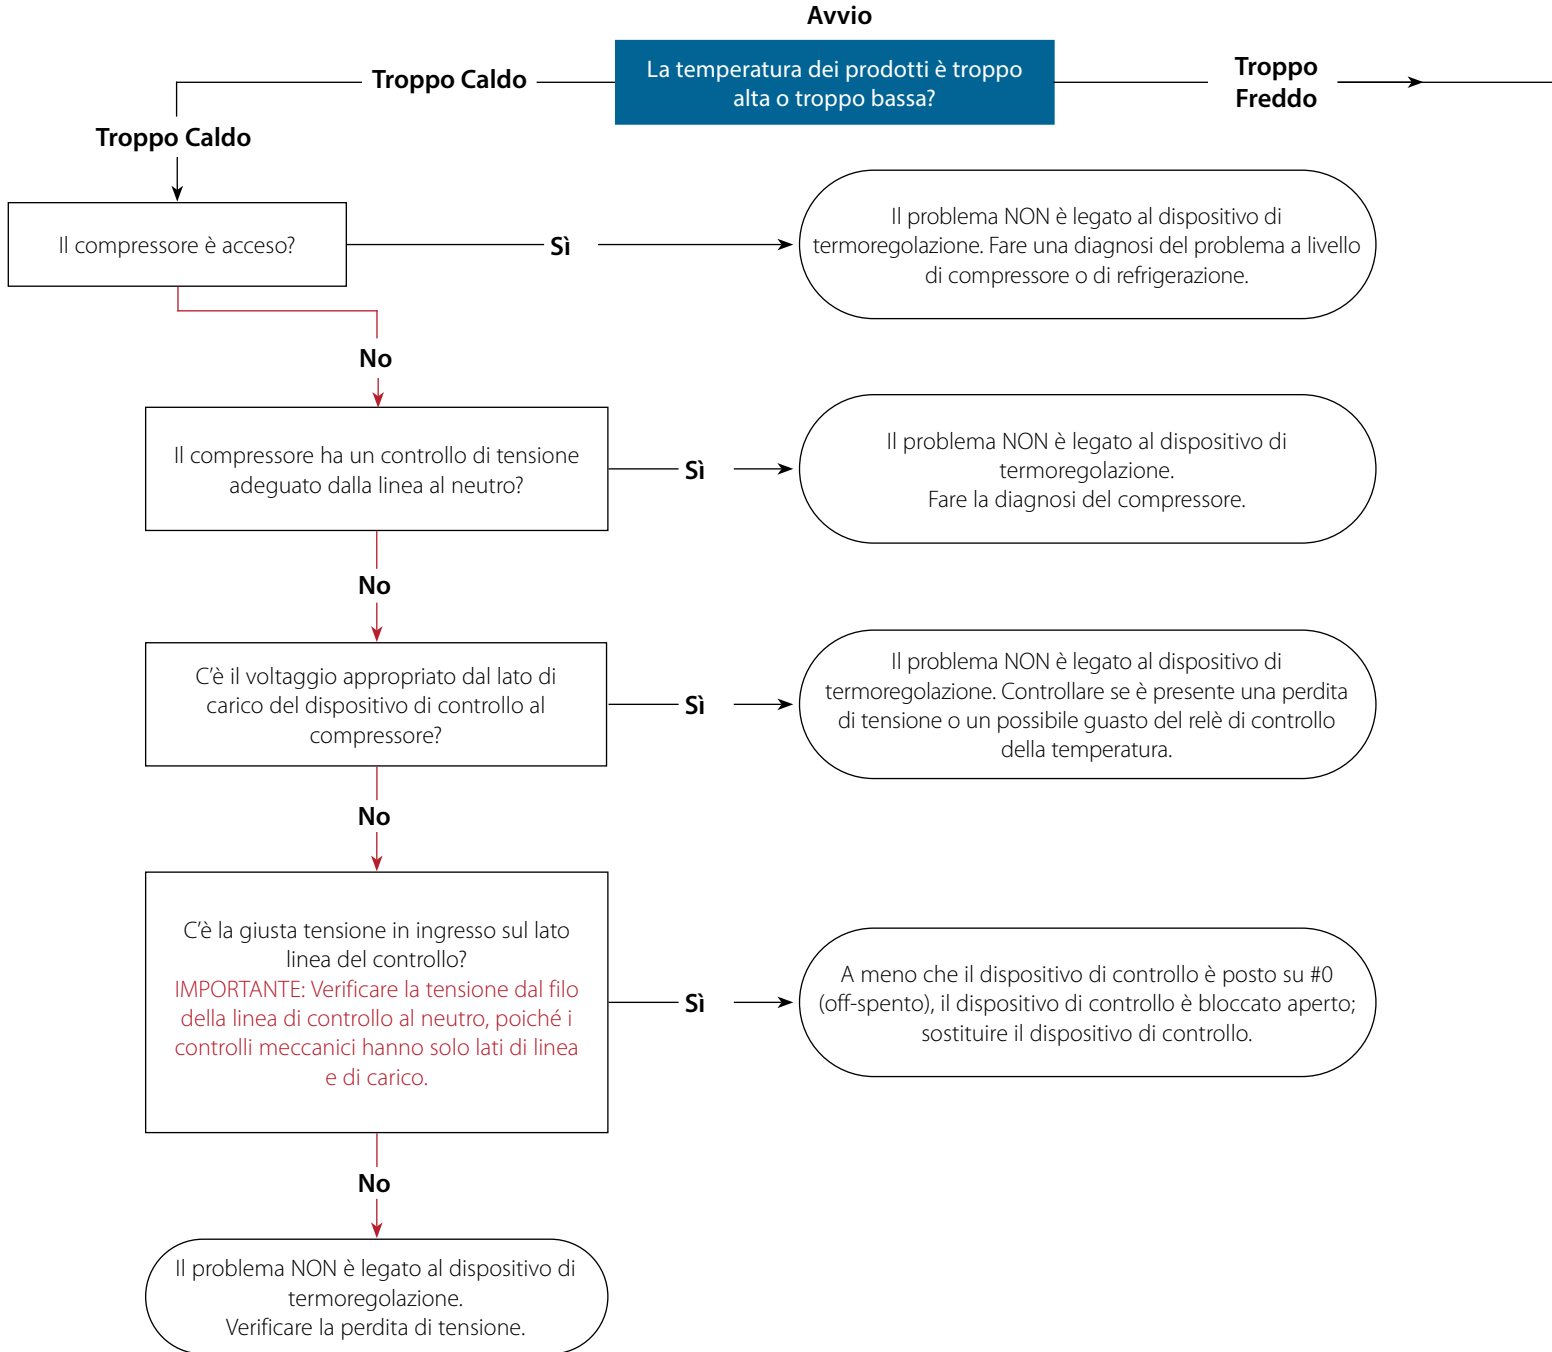 Avvio
La temperatura dei prodotti è troppo
alta o troppo bassa?
Troppo Caldo
Troppo
Freddo
Troppo Caldo
Il compressore è acceso?
Sì
Il problema NON è legato al dispositivo di
termoregolazione. Fare una diagnosi del problema a livello
di compressore o di refrigerazione.
No
Il compressore ha un controllo di tensione
adeguato dalla linea al neutro?
Sì
Il problema NON è legato al dispositivo di
termoregolazione.
Fare la diagnosi del compressore.
No
C'è il voltaggio appropriato dal lato di
carico del dispositivo di controllo al
compressore?
Sì
Il problema NON è legato al dispositivo di
termoregolazione. Controllare se è presente una perdita
di tensione o un possibile guasto del relè di controllo
della temperatura.
No
C'è la giusta tensione in ingresso sul lato
linea del controllo?
IMPORTANTE: Verificare la tensione dal filo
della linea di controllo al neutro, poiché i
controlli meccanici hanno solo lati di linea
e di carico.
Sì
A meno che il dispositivo di controllo è posto su #0
(off-spento), il dispositivo di controllo è bloccato aperto;
sostituire il dispositivo di controllo.
No
Il problema NON è legato al dispositivo di
termoregolazione.
Verificare la perdita di tensione.